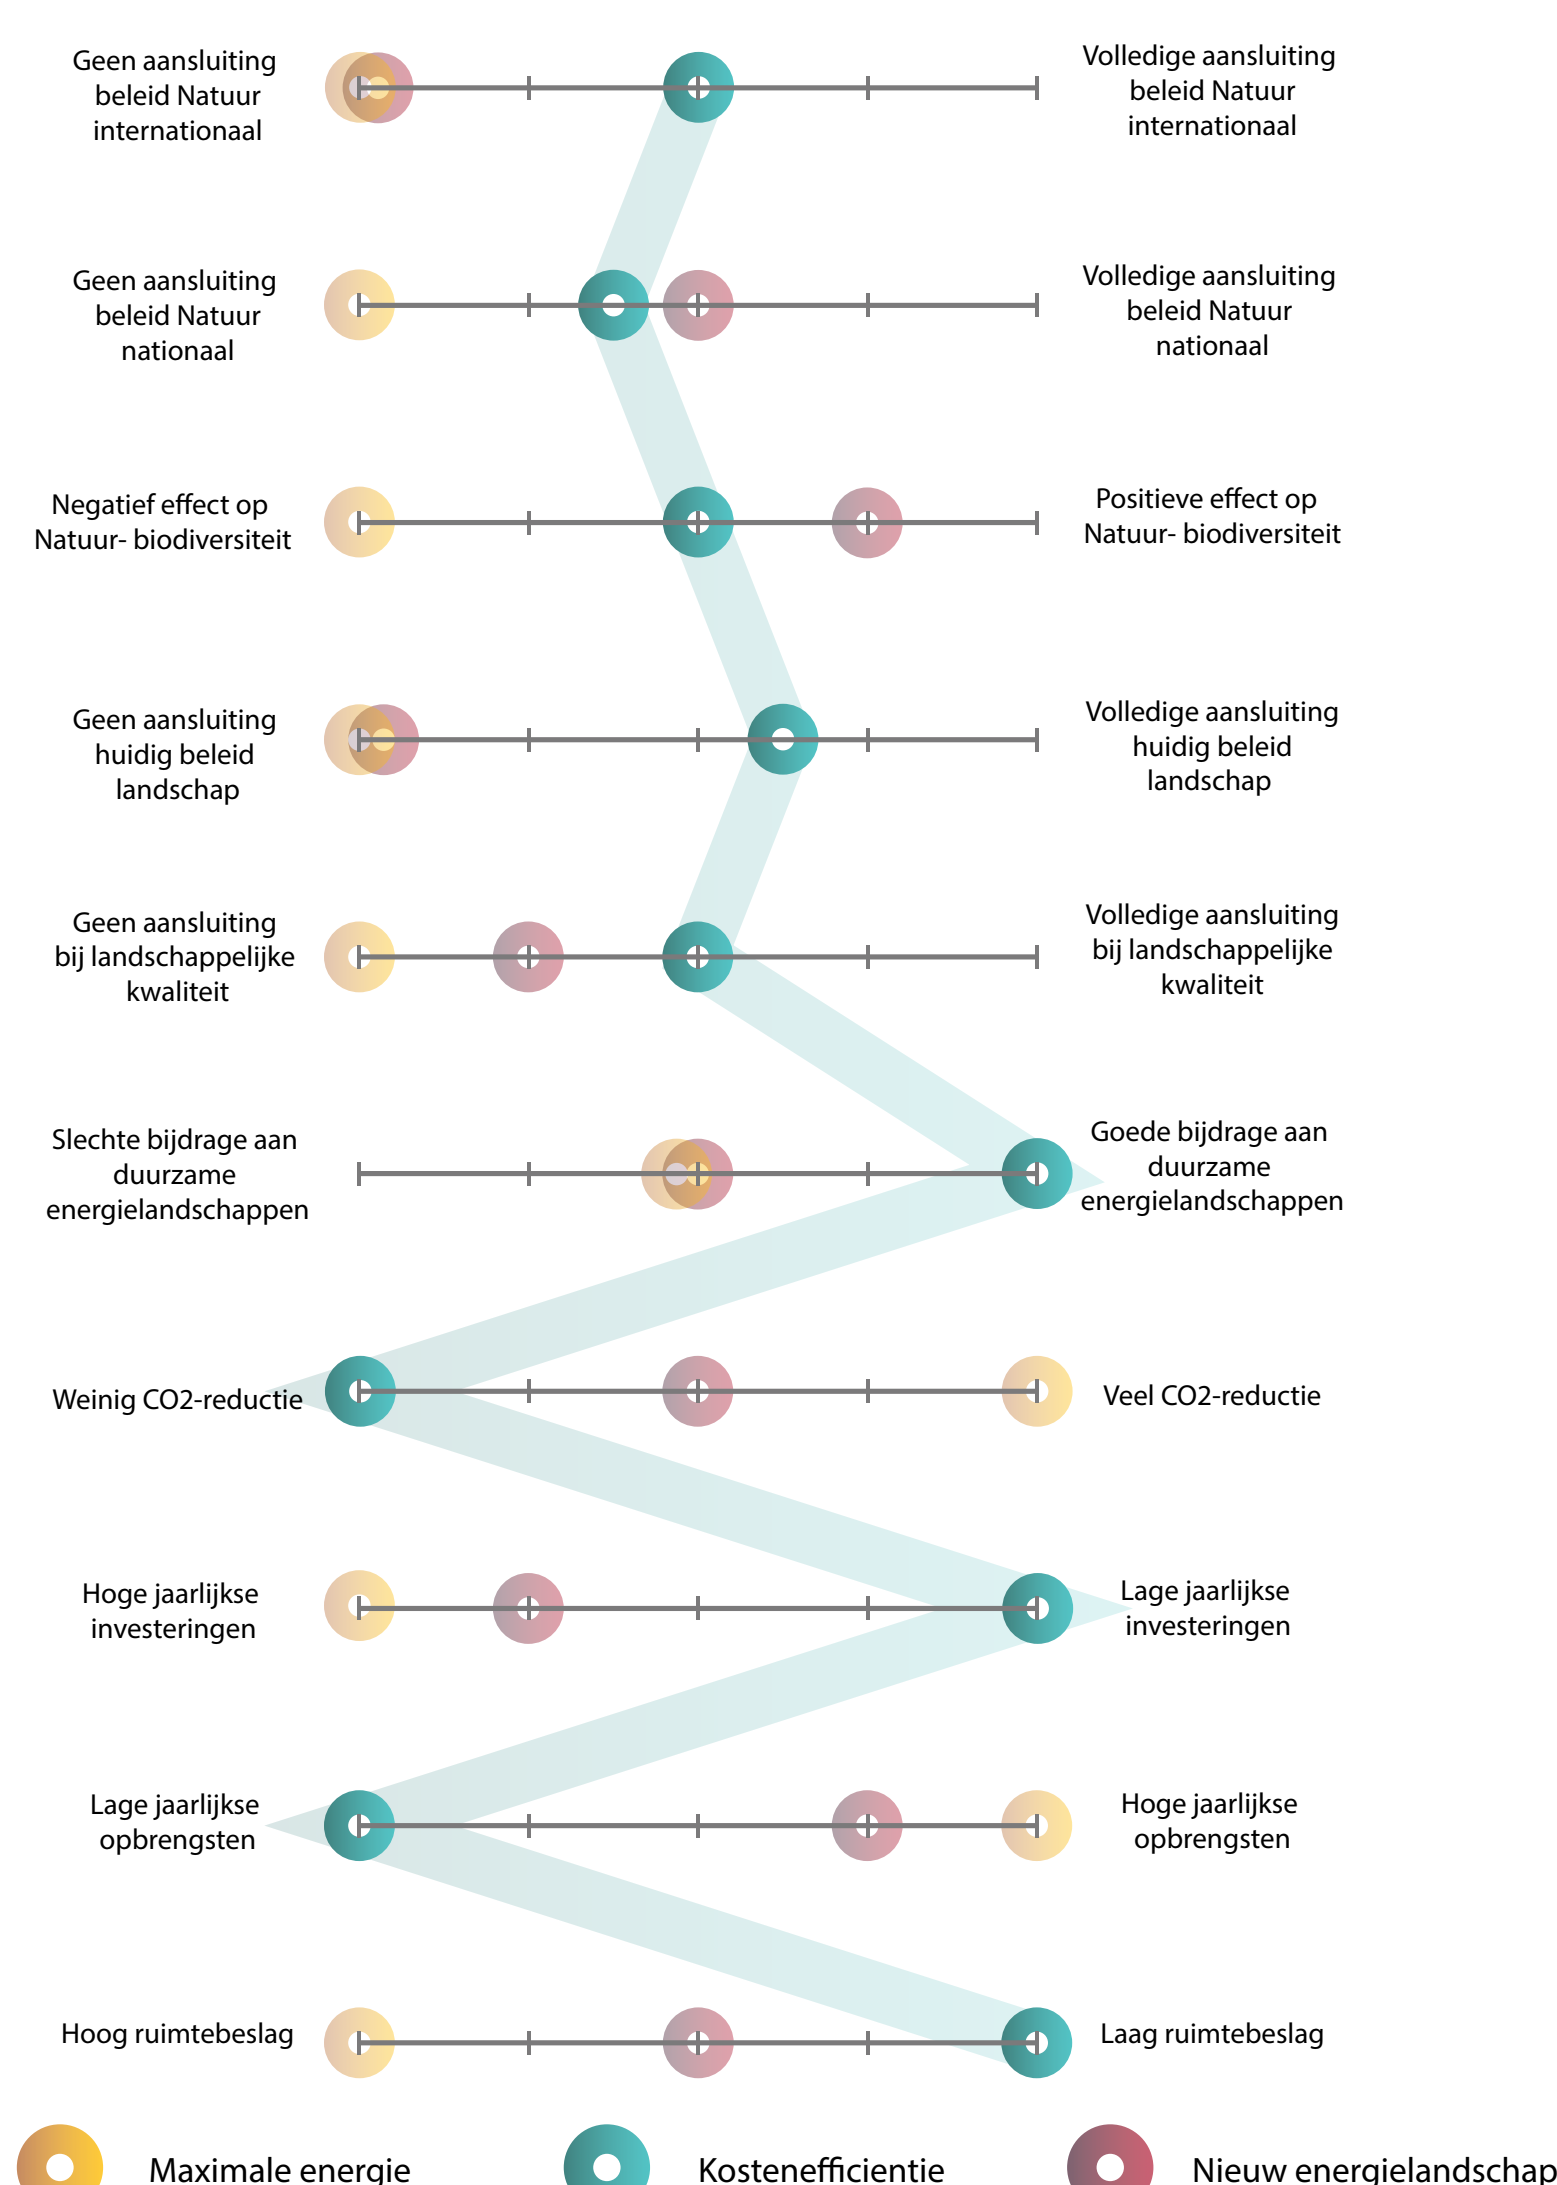 Geen aansluiting
beleid Natuur
internationaal
Volledige aansluiting
beleid Natuur
internationaal
Geen aansluiting
beleid Natuur
nationaal
Volledige aansluiting
beleid Natuur
nationaal
Negatief effect op
Natuur- biodiversiteit
Positieve effect op
Natuur- biodiversiteit
Geen aansluiting
huidig beleid
landschap
Volledige aansluiting
huidig beleid
landschap
Geen aansluiting
bij landschappelijke
kwaliteit
Volledige aansluiting
bij landschappelijke
kwaliteit
Slechte bijdrage aan
duurzame
energielandschappen
Goede bijdrage aan
duurzame
energielandschappen
Weinig CO2-reductie
Veel CO2-reductie
Hoge jaarlijkse
investeringen
Lage jaarlijkse
investeringen
Lage jaarlijkse
opbrengsten
Hoge jaarlijkse
opbrengsten
Hoog ruimtebeslag
Laag ruimtebeslag
Maximale energie
Kostenefficientie
Nieuw energielandschap